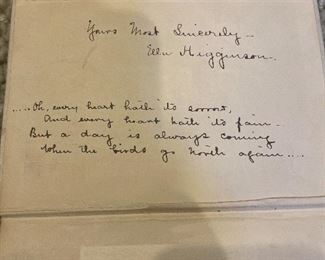 Yours Most Sincerely —
Ella Higginson.
.....Oh, every heart hath its sorrow,
And every heart hath its pain —
But a day is always coming
When the birds go North again....